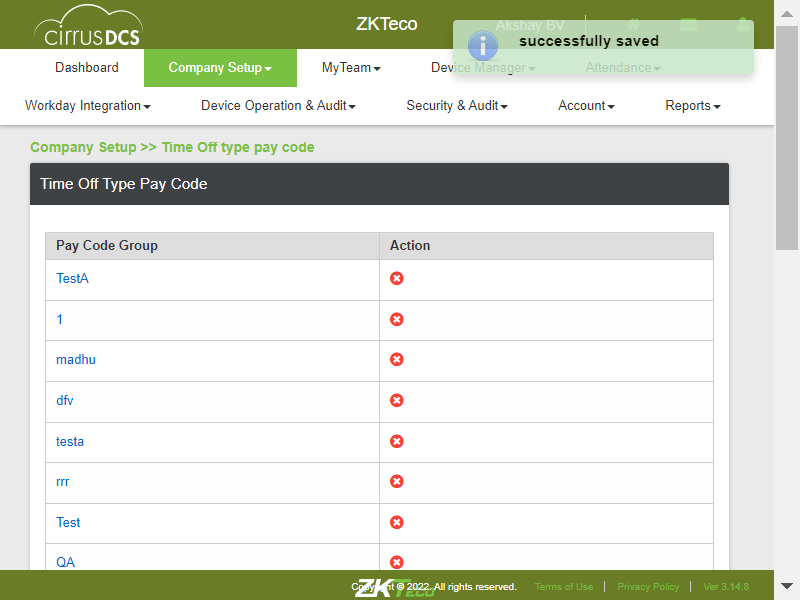 cirrusDCS
ZKTeco
Akshay BV
successfully saved
Dashboard
Company Setup
MyTeam
Device Manager
Attendance
Workday Integration
Device Operation & Audit
Security & Audit
Account
Reports
Company Setup >> Time Off type pay code
Time Off Type Pay Code
Pay Code Group Action
TestA
1
madhu
dfv
testa
rrr
Test
QA
ZKTeco
Copyright © 2022. All rights reserved. Terms of Use Privacy Policy Ver 3.14.8